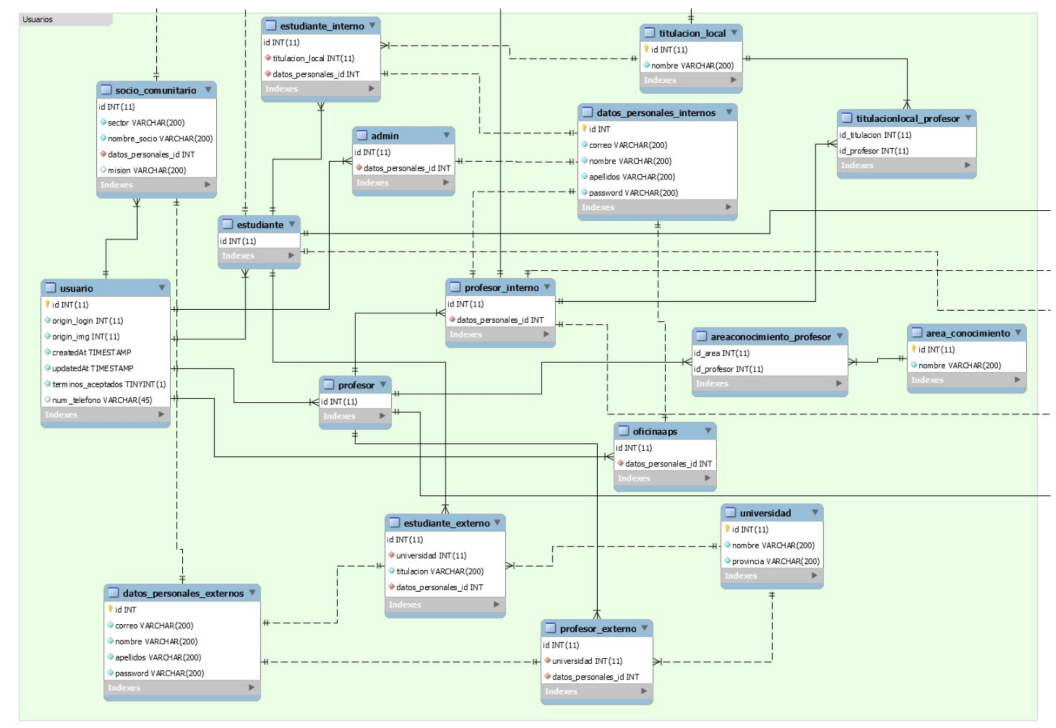 Usuarios
estudiante_interno
id INT(11)
titulacion_local INT(11)
datos_personales_id INT
Indexes
titulacion_local
id INT(11)
nombre VARCHAR(200)
Indexes
socio_comunitario
id INT(11)
sector VARCHAR(200)
nombre_socio VARCHAR(200)
datos_personales_id INT
mision VARCHAR(200)
Indexes
admin
id INT(11)
datos_personales_id INT
Indexes
datos_personales_internos
id INT
correo VARCHAR(200)
nombre VARCHAR(200)
apellidos VARCHAR(200)
password VARCHAR(200)
Indexes
titulacionlocal_profesor
id_titulacion INT(11)
id_profesor INT(11)
Indexes
estudiante
id INT(11)
Indexes
usuario
id INT(11)
origin_login INT(11)
origin_img INT(11)
createdAt TIMESTAMP
updatedAt TIMESTAMP
terminos_aceptados TINYINT(1)
num_telefono VARCHAR(45)
Indexes
profesor_interno
id INT(11)
datos_personales_id INT(11)
Indexes
areaconocimiento_profesor
id_area INT(11)
id_profesor INT(11)
Indexes
area_conocimiento
id INT(11)
nombre VARCHAR(200)
Indexes
profesor
id INT(11)
Indexes
oficinaaps
id INT(11)
datos_personales_id INT
Indexes
estudiante_externo
id INT(11)
universidad INT(11)
titulacion VARCHAR(200)
datos_personales_id INT
Indexes
universidad
id INT(11)
nombre VARCHAR(200)
provincia VARCHAR(200)
Indexes
datos_personales_externos
id INT
correo VARCHAR(200)
nombre VARCHAR(200)
apellidos VARCHAR(200)
password VARCHAR(200)
Indexes
profesor_externo
id INT(11)
universidad INT(11)
datos_personales_id INT
Indexes